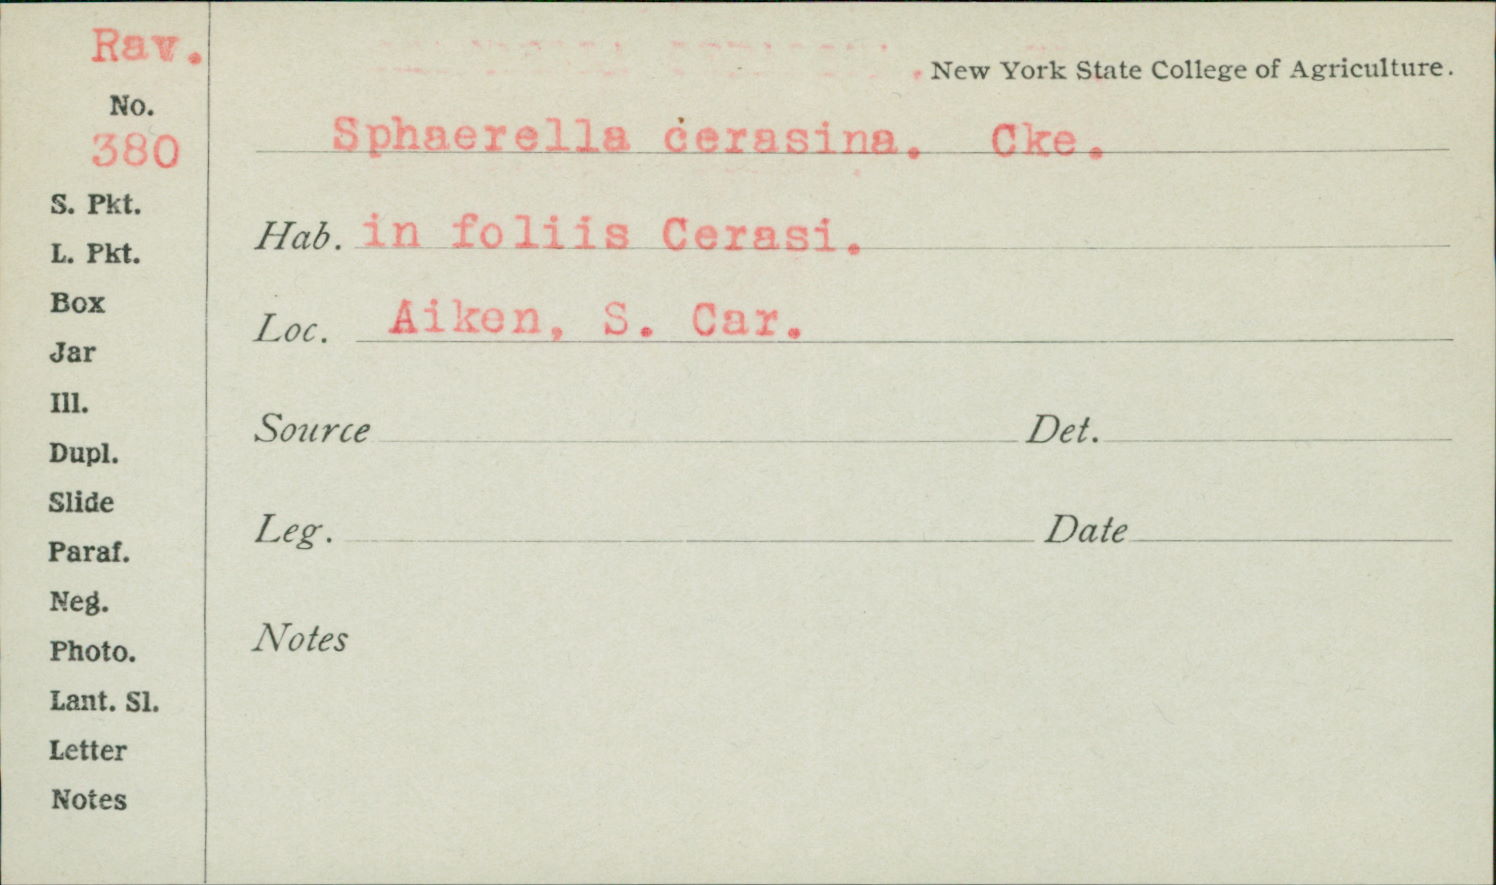 Rav.
New York State College of Agriculture.
No.
380
Sphaerella cerasina. Cke.
S. Pkt.
Hab. in foliis Cerasi.
L. Pkt.
Box
Loc. Aiken, S. Car.
Jar
Ill.
Source Det.
Dupl.
Slide
Leg. Date
Paraf.
Neg.
Notes
Photo.
Lant. Sl.
Letter
Notes